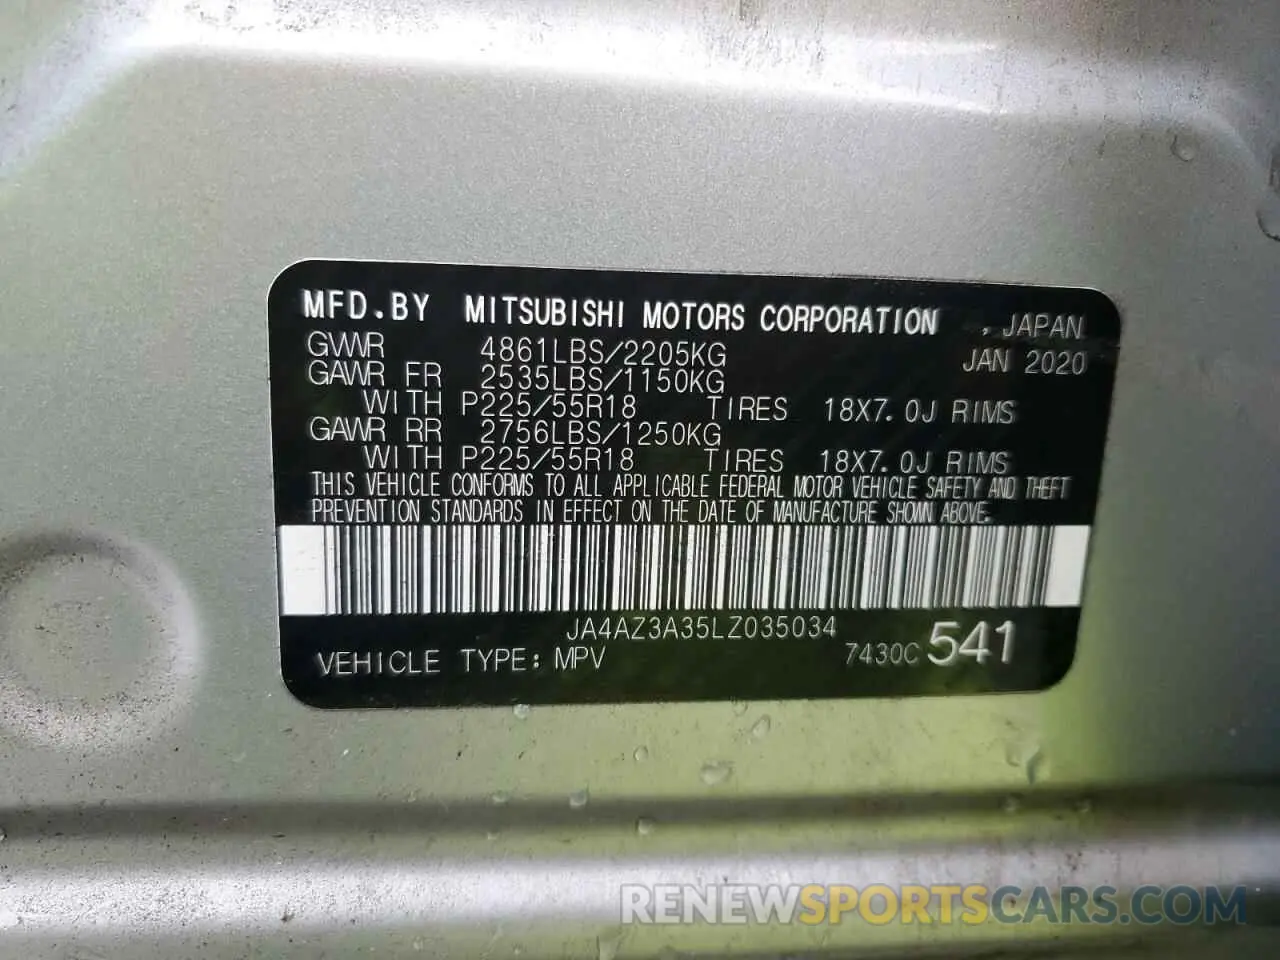 MFD.BY MITSUBISHI MOTORS CORPORATION , JAPAN
GVWR 4861LBS/2205KG JAN 2020
GAWR FR 2535LBS/1150KG
WITH P225/55R18 TIRES 18X7.0J RIMS
GAWR RR 2756LBS/1250KG
WITH P225/55R18 TIRES 18X7.0J RIMS
THIS VEHICLE CONFORMS TO ALL APPLICABLE FEDERAL MOTOR VEHICLE SAFETY AND THEFT
PREVENTION STANDARDS IN EFFECT ON THE DATE OF MANUFACTURE SHOWN ABOVE.
JA4AZ3A35LZ035034
VEHICLE TYPE: MPV 7430C 541
RENEWSPORTSCARS.COM